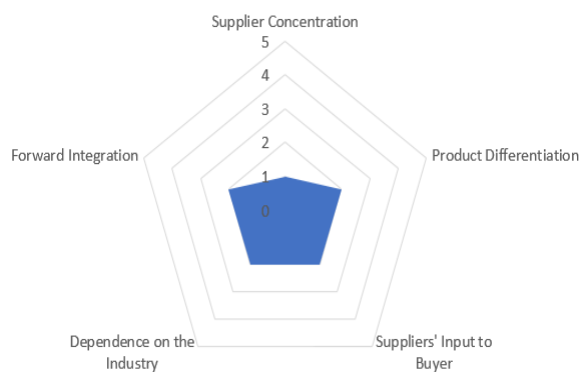 Supplier Concentration
5
4
3
2
1
0
Forward Integration
Product Differentiation
Dependence on the
Industry
Suppliers' Input to
Buyer